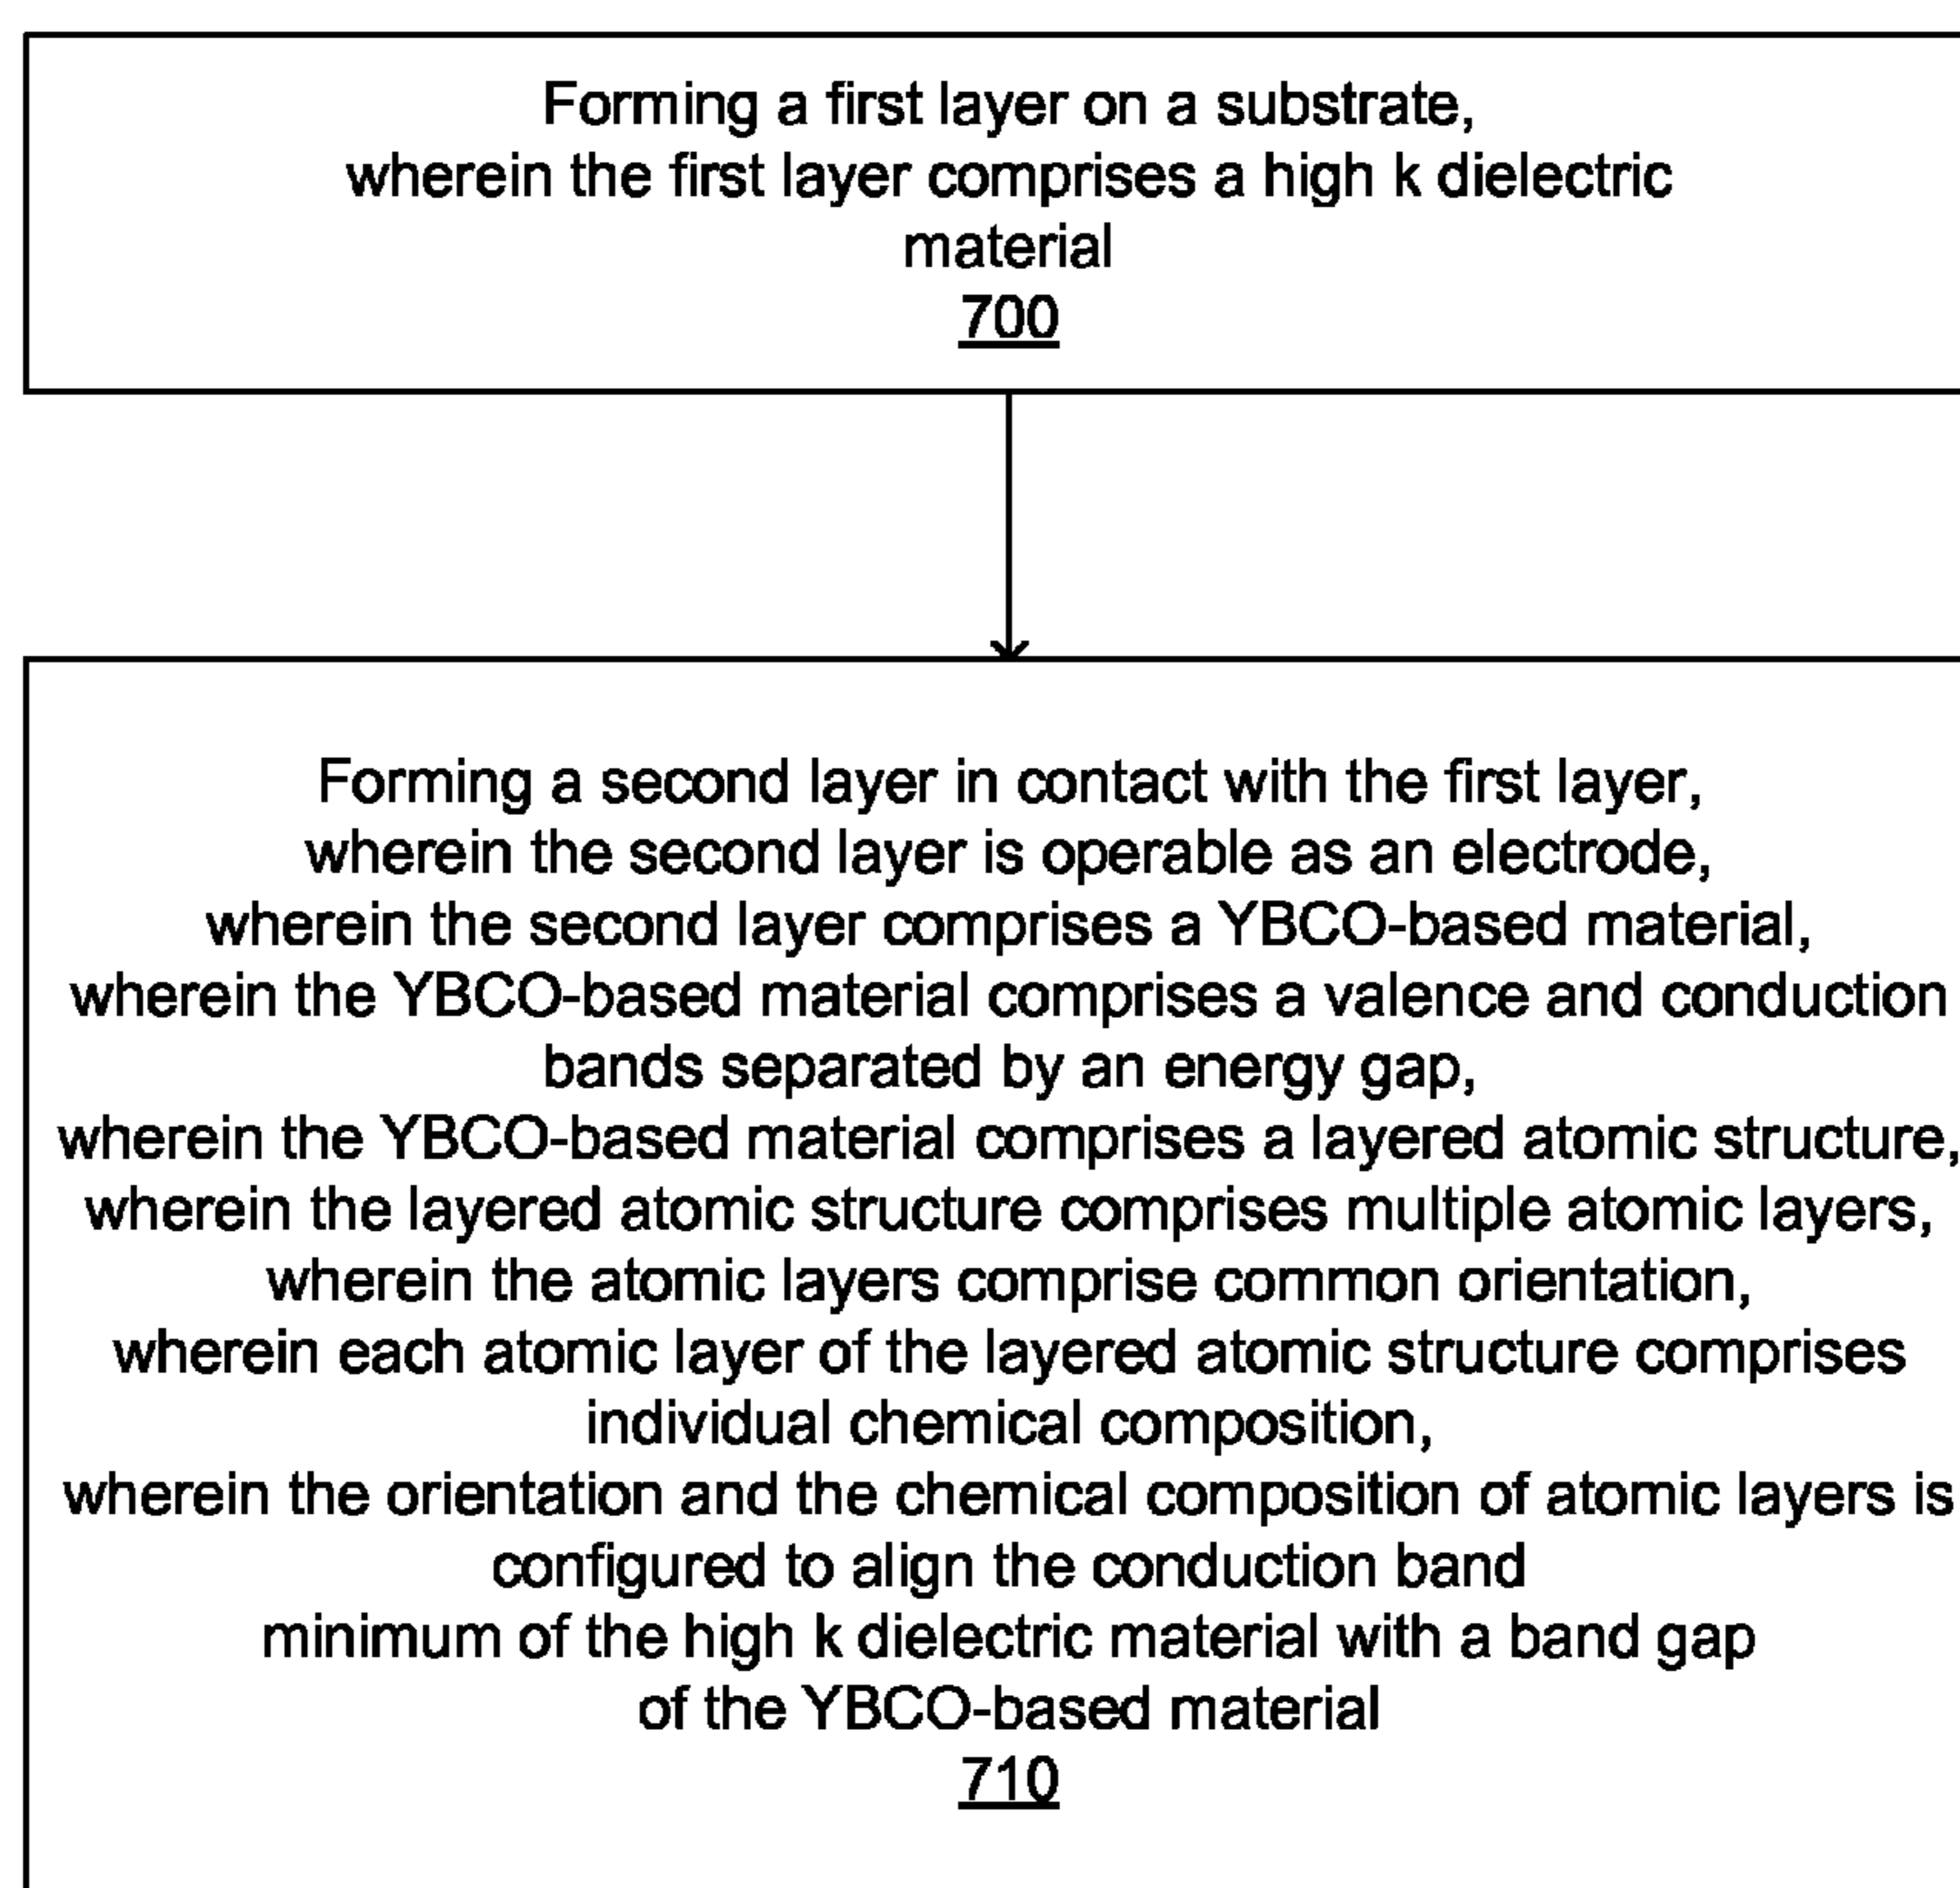 Forming a first layer on a substrate,
wherein the first layer comprises a high k dielectric
material
700
Forming a second layer in contact with the first layer,
wherein the second layer is operable as an electrode,
wherein the second layer comprises a YBCO-based material,
wherein the YBCO-based material comprises a valence and conduction
bands separated by an energy gap,
wherein the YBCO-based material comprises a layered atomic structure,
wherein the layered atomic structure comprises multiple atomic layers,
wherein the atomic layers comprise common orientation,
wherein each atomic layer of the layered atomic structure comprises
individual chemical composition,
wherein the orientation and the chemical composition of atomic layers is
configured to align the conduction band
minimum of the high k dielectric material with a band gap
of the YBCO-based material
710